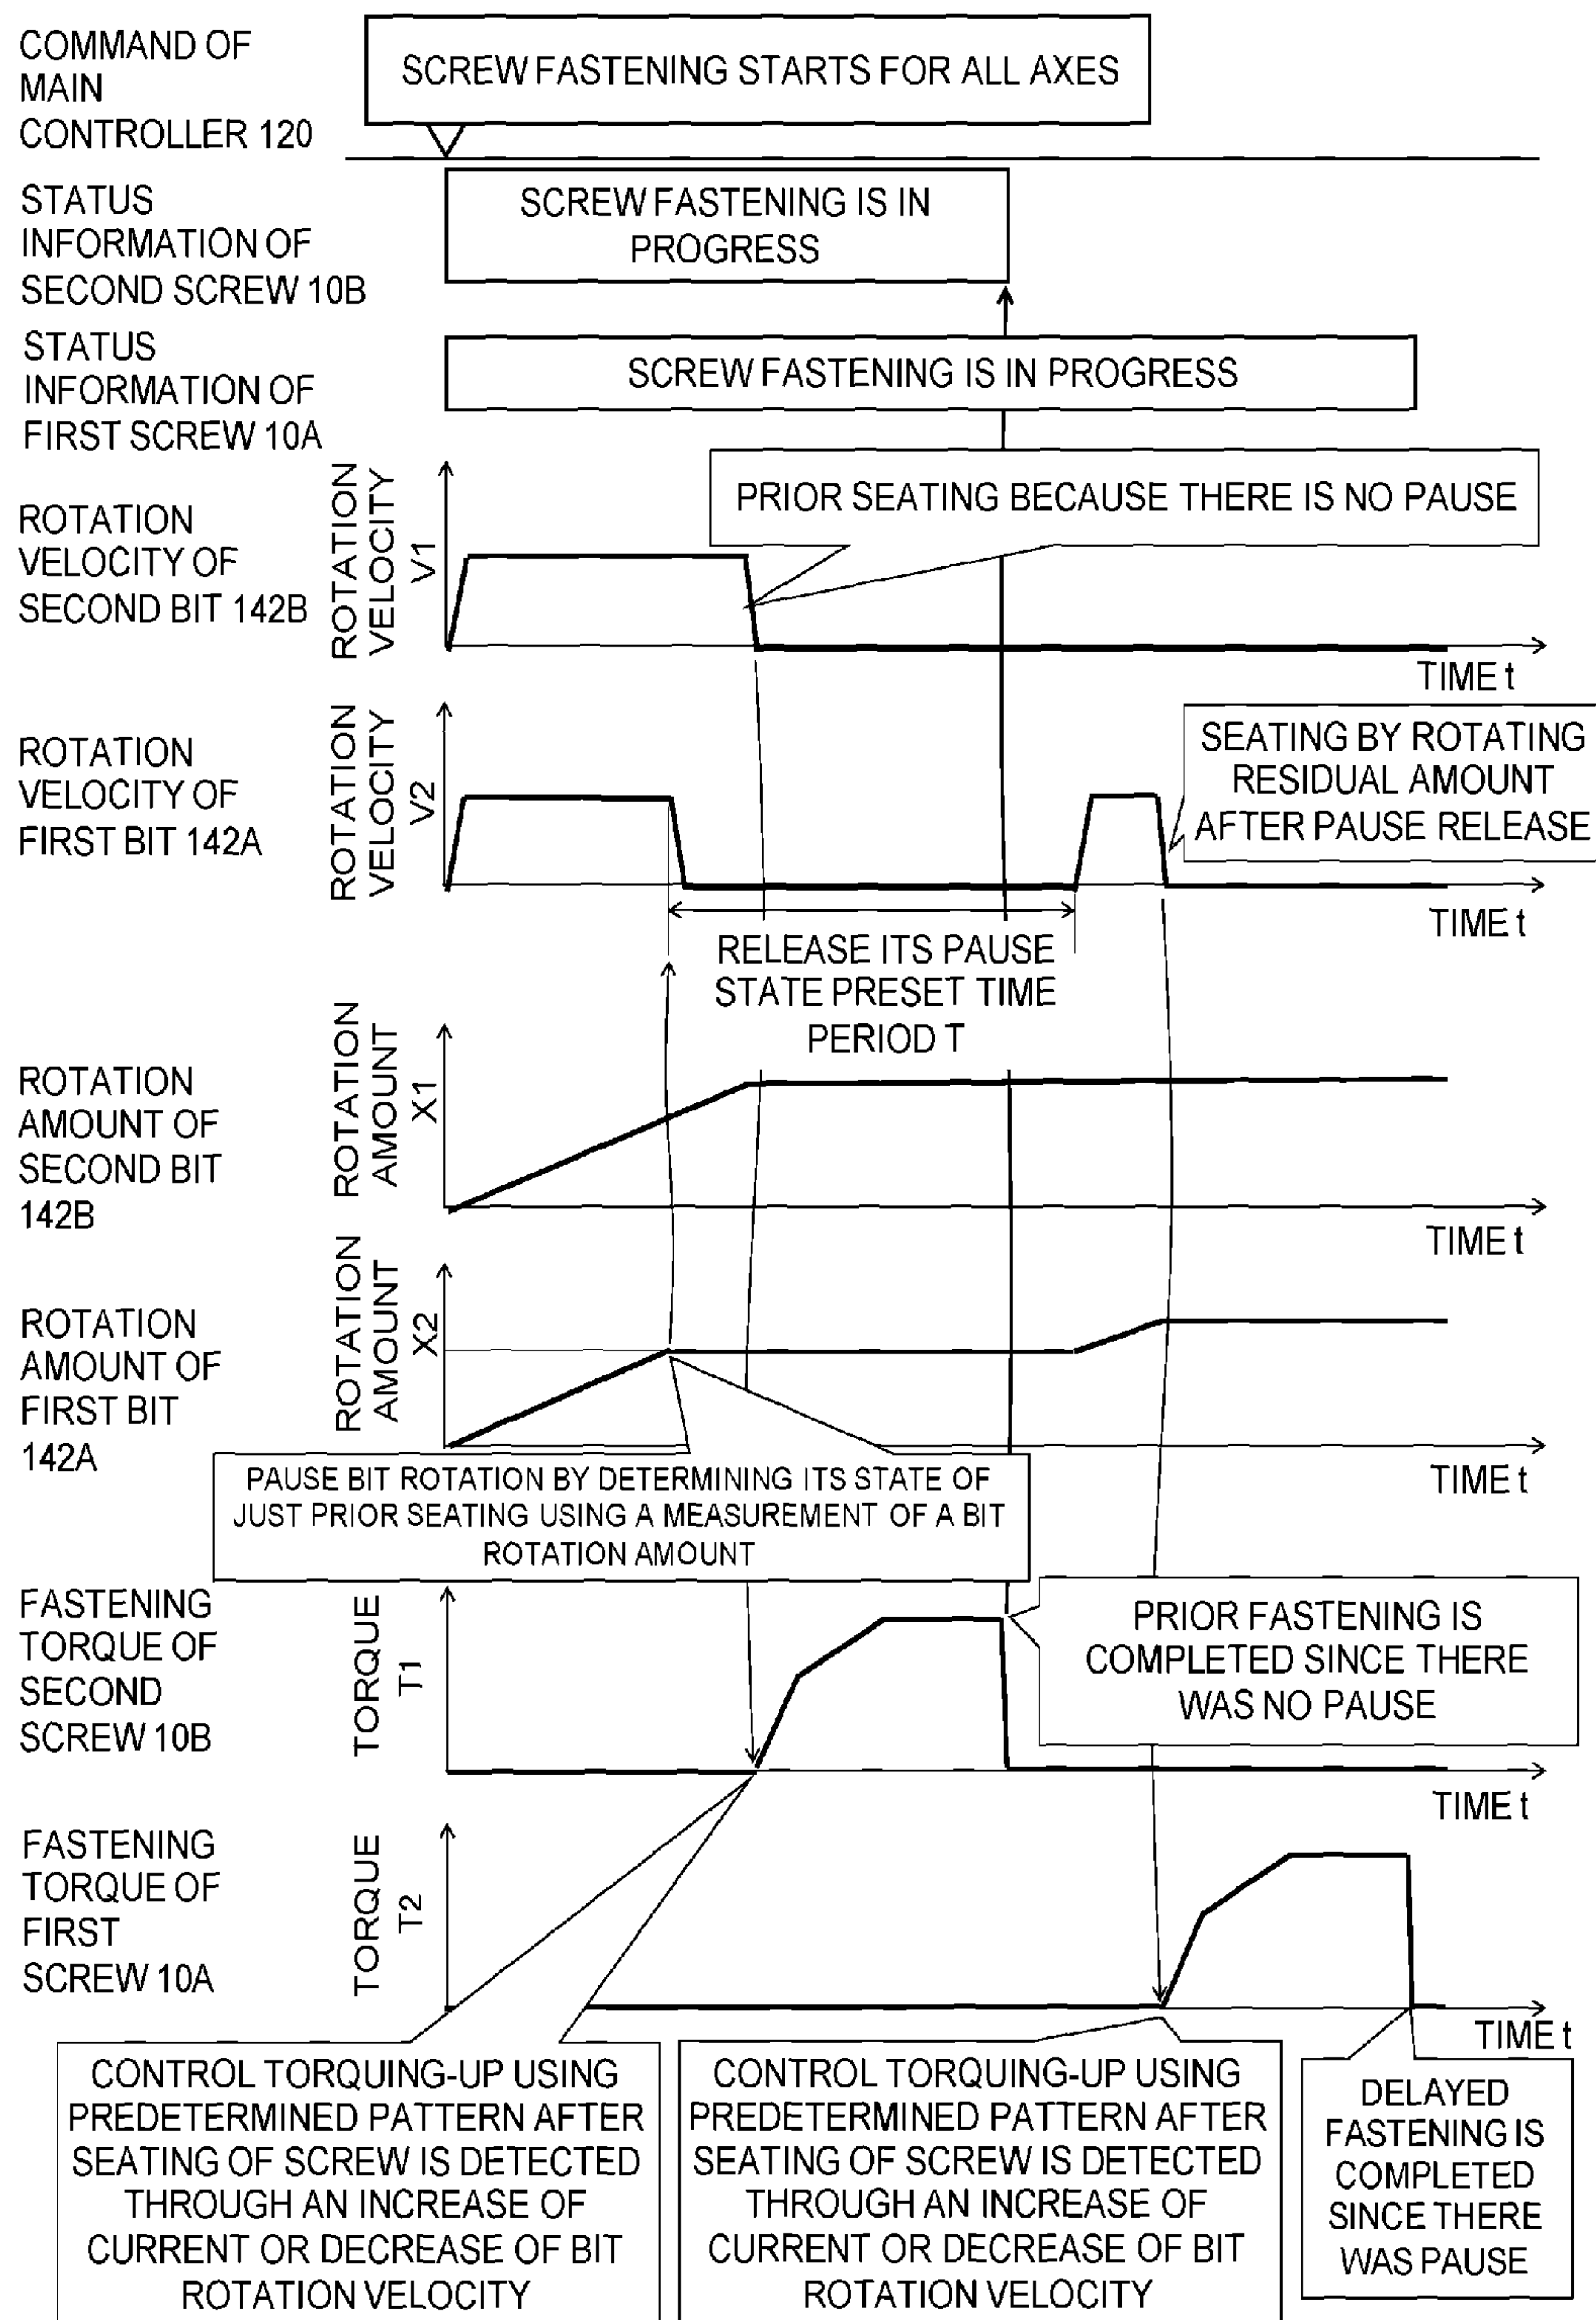 COMMAND OF
MAIN
CONTROLLER 120
SCREW FASTENING STARTS FOR ALL AXES
STATUS
INFORMATION OF
SECOND SCREW 10B
SCREW FASTENING IS IN
PROGRESS
STATUS
INFORMATION OF
FIRST SCREW 10A
SCREW FASTENING IS IN PROGRESS
ROTATION
VELOCITY OF
SECOND BIT 142B
ROTATION
VELOCITY
V1
PRIOR SEATING BECAUSE THERE IS NO PAUSE
TIME t
ROTATION
VELOCITY OF
FIRST BIT 142A
ROTATION
VELOCITY
V2
SEATING BY ROTATING
RESIDUAL AMOUNT
AFTER PAUSE RELEASE
TIME t
RELEASE ITS PAUSE
STATE PRESET TIME
PERIOD T
ROTATION
AMOUNT OF
SECOND BIT
142B
ROTATION
AMOUNT
X1
TIME t
ROTATION
AMOUNT OF
FIRST BIT
142A
ROTATION
AMOUNT
X2
TIME t
PAUSE BIT ROTATION BY DETERMINING ITS STATE OF
JUST PRIOR SEATING USING A MEASUREMENT OF A BIT
ROTATION AMOUNT
FASTENING
TORQUE OF
SECOND
SCREW 10B
TORQUE
T1
PRIOR FASTENING IS
COMPLETED SINCE THERE
WAS NO PAUSE
TIME t
FASTENING
TORQUE OF
FIRST
SCREW 10A
TORQUE
T2
TIME t
CONTROL TORQUING-UP USING
PREDETERMINED PATTERN AFTER
SEATING OF SCREW IS DETECTED
THROUGH AN INCREASE OF
CURRENT OR DECREASE OF BIT
ROTATION VELOCITY
CONTROL TORQUING-UP USING
PREDETERMINED PATTERN AFTER
SEATING OF SCREW IS DETECTED
THROUGH AN INCREASE OF
CURRENT OR DECREASE OF BIT
ROTATION VELOCITY
DELAYED
FASTENING IS
COMPLETED
SINCE THERE
WAS PAUSE